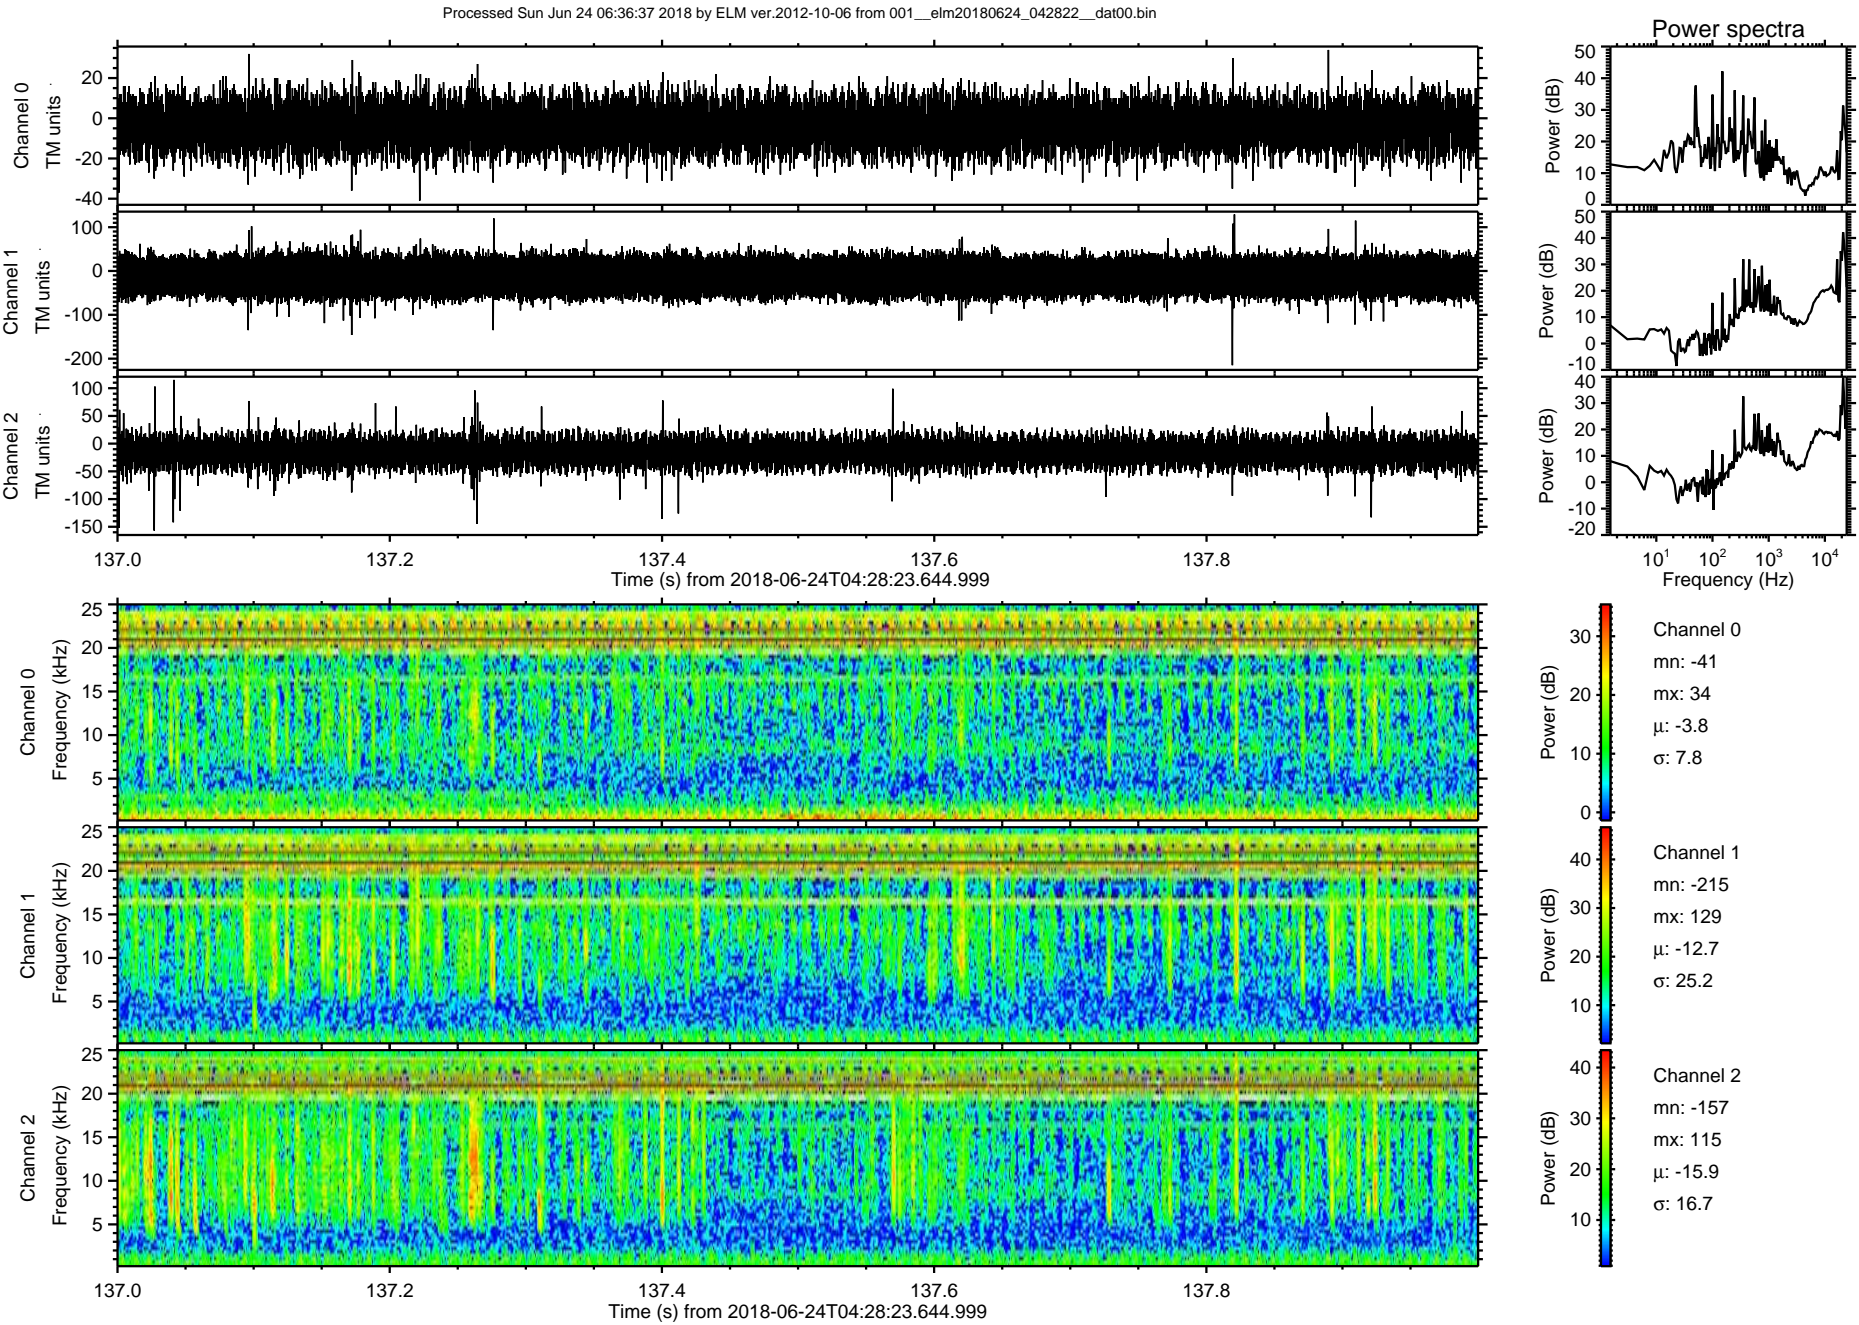 Processed Sun Jun 24 06:36:37 2018 by ELM ver.2012-10-06 from 001__elm20180624_042822__dat00.bin
Power spectra
Channel 0
TM units
20
0
-20
-40
Power (dB)
50
40
30
20
10
0
Channel 1
TM units
100
0
-100
-200
Power (dB)
50
40
30
20
10
0
-10
Channel 2
TM units
100
50
0
-50
-100
-150
Power (dB)
40
30
20
10
0
-10
-20
137.0 137.2 137.4 137.6 137.8
Time (s) from 2018-06-24T04:28:23.644.999
10¹ 10² 10³ 10⁴
Frequency (Hz)
Channel 0
Frequency (kHz)
25
20
15
10
5
Power (dB)
30
20
10
0
Channel 0
mn: -41
mx: 34
μ: -3.8
σ: 7.8
Channel 1
Frequency (kHz)
25
20
15
10
5
Power (dB)
40
30
20
10
Channel 1
mn: -215
mx: 129
μ: -12.7
σ: 25.2
Channel 2
Frequency (kHz)
25
20
15
10
5
Power (dB)
40
30
20
10
Channel 2
mn: -157
mx: 115
μ: -15.9
σ: 16.7
137.0 137.2 137.4 137.6 137.8
Time (s) from 2018-06-24T04:28:23.644.999